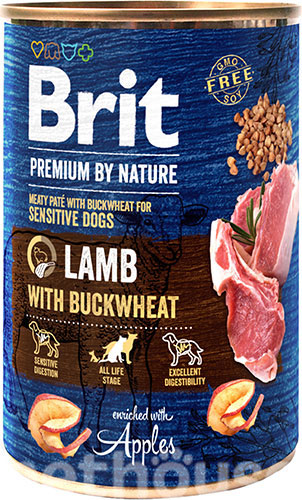 Brit
GMO
FREE
SOY
PREMIUM BY NATURE
MEATY PATÉ WITH BUCKWHEAT FOR
SENSITIVE DOGS
LAMB
WITH BUCKWHEAT
SENSITIVE
DIGESTION
ALL LIFE
STAGE
EXCELLENT
DIGESTIBILITY
enriched with
Apples